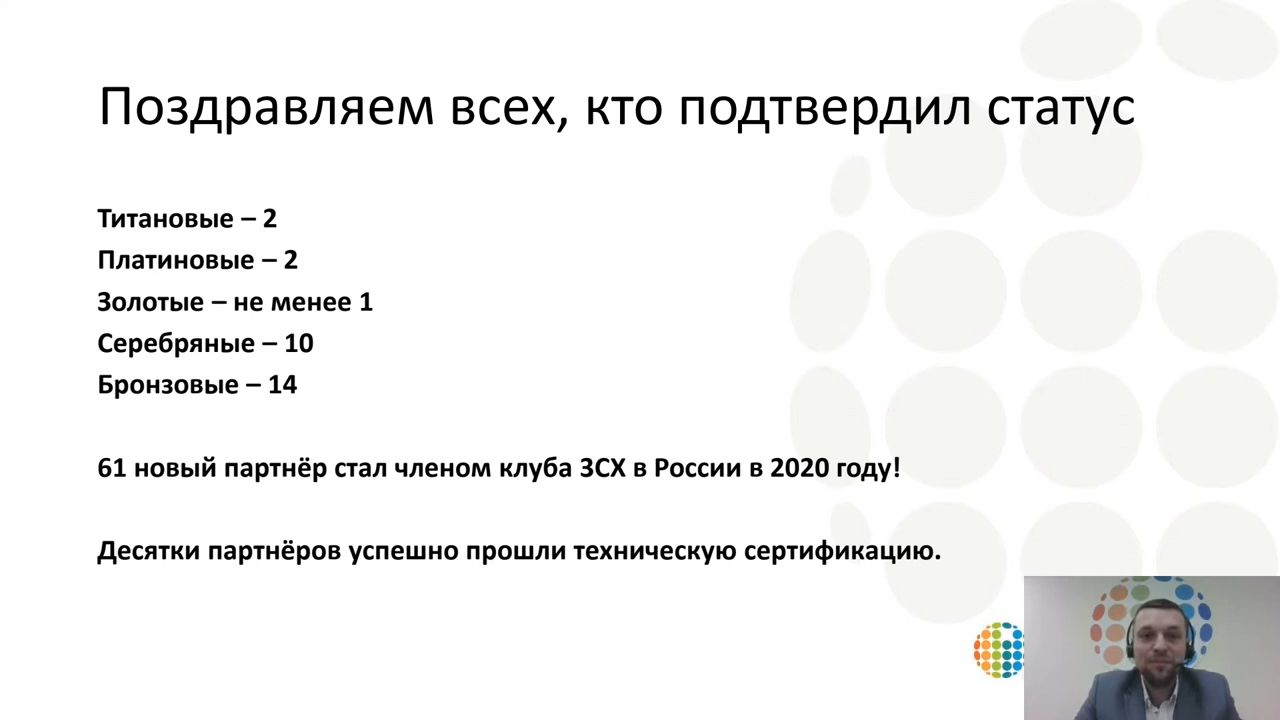 Поздравляем всех, кто подтвердил статус
Титановые – 2
Платиновые – 2
Золотые – не менее 1
Серебряные – 10
Бронзовые – 14
61 новый партнёр стал членом клуба 3CX в России в 2020 году!
Десятки партнёров успешно прошли техническую сертификацию.